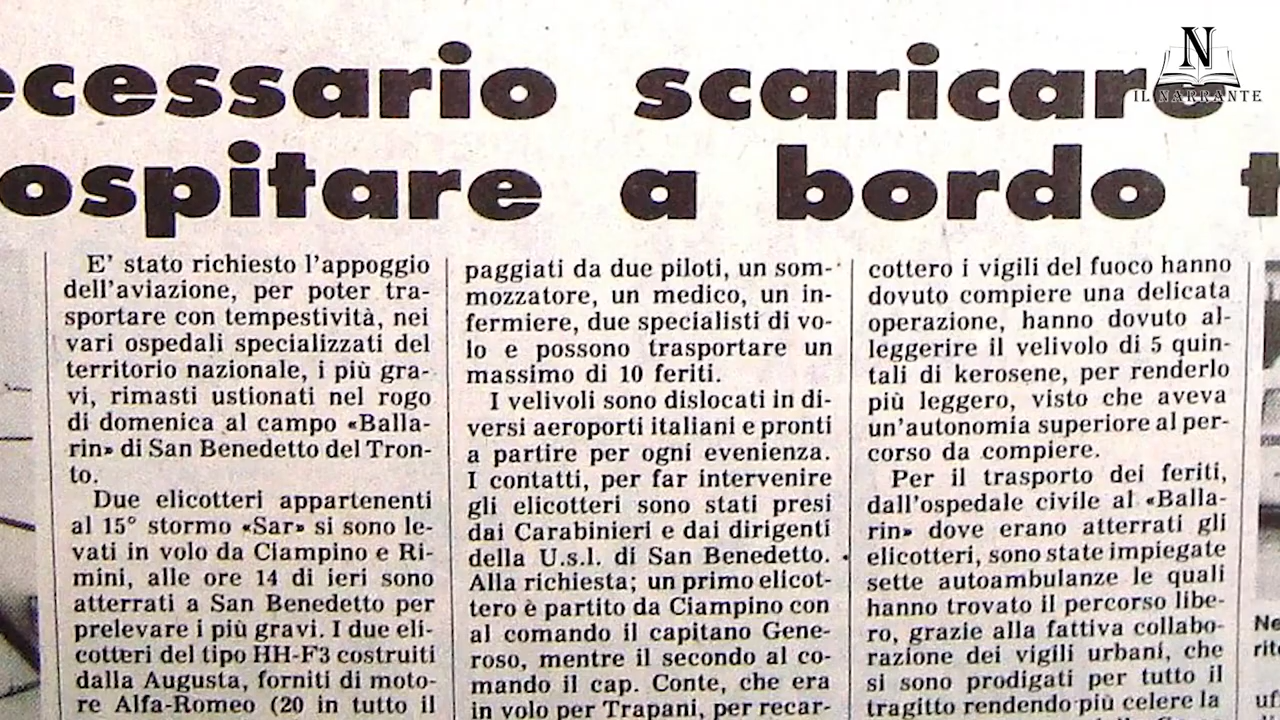 N
IL NARRANTE
ecessario scaricare
ospitare a bordo t
E' stato richiesto l'appoggio
dell'aviazione, per poter tra-
sportare con tempestività, nei
vari ospedali specializzati del
territorio nazionale, i più gra-
vi, rimasti ustionati nel rogo
di domenica al campo «Balla-
rin» di San Benedetto del Tron-
to.
Due elicotteri appartenenti
al 15° stormo «Sar» si sono le-
vati in volo da Ciampino e Ri-
mini, alle ore 14 di ieri sono
atterrati a San Benedetto per
prelevare i più gravi. I due eli-
cotteri del tipo HH-F3 costruiti
dalla Augusta, forniti di moto-
re Alfa-Romeo (20 in tutto il
paggiati da due piloti, un som-
mozzatore, un medico, un in-
fermiere, due specialisti di vo-
lo e possono trasportare un
massimo di 10 feriti.
I velivoli sono dislocati in di-
versi aeroporti italiani e pronti
a partire per ogni evenienza.
I contatti, per far intervenire
gli elicotteri sono stati presi
dai Carabinieri e dai dirigenti
della U.s.l. di San Benedetto.
Alla richiesta; un primo elicot-
tero è partito da Ciampino con
al comando il capitano Gene-
roso, mentre il secondo al co-
mando il cap. Conte, che era
in volo per Trapani, per recar-
cottero i vigili del fuoco hanno
dovuto compiere una delicata
operazione, hanno dovuto al-
leggerire il velivolo di 5 quin-
tali di kerosene, per renderlo
più leggero, visto che aveva
un'autonomia superiore al per-
corso da compiere.
Per il trasporto dei feriti,
dall'ospedale civile al «Balla-
rin» dove erano atterrati gli
elicotteri, sono state impiegate
sette autoambulanze le quali
hanno trovato il percorso libe-
ro, grazie alla fattiva collabo-
razione dei vigili urbani, che
si sono prodigati per tutto il
tragitto rendendo più celere la
Ne
rit
uf